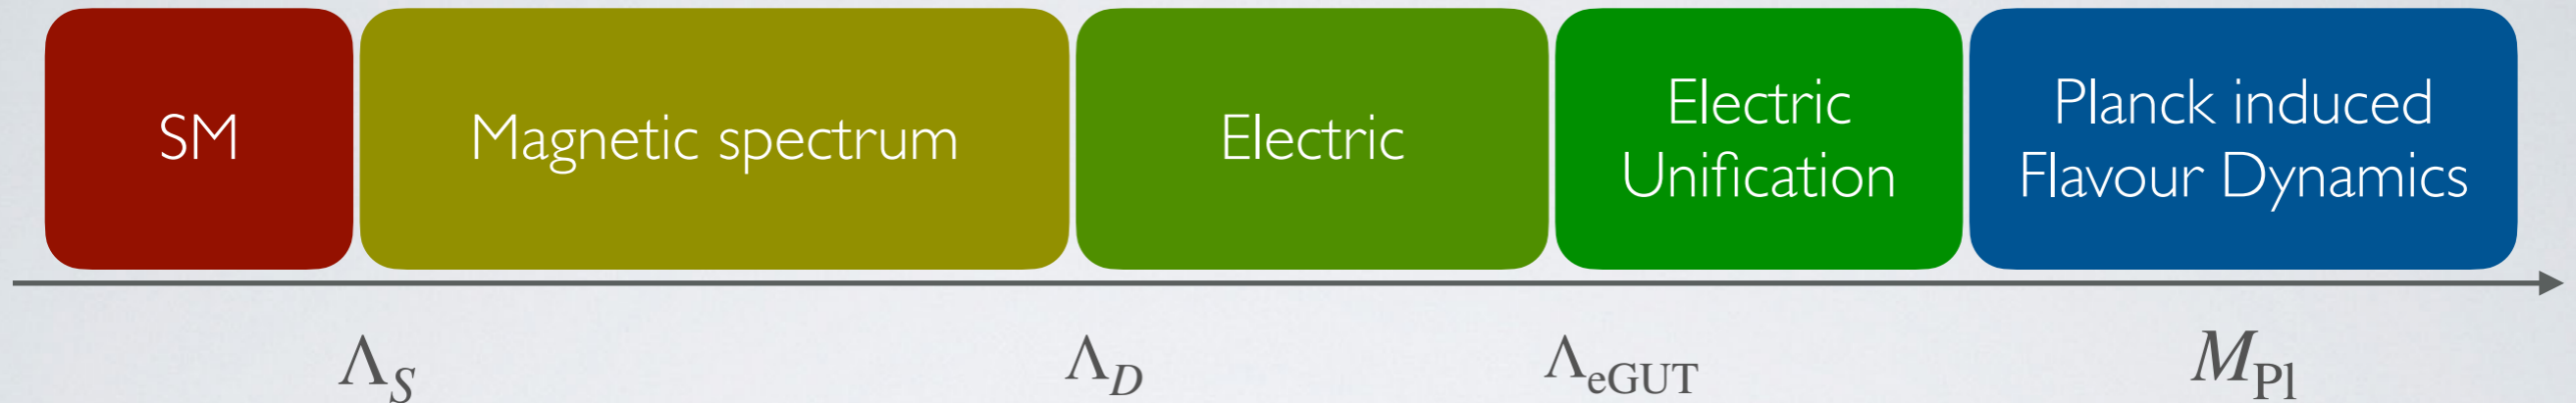 SM
Magnetic spectrum
Electric
Electric
Unification
Planck induced
Flavour Dynamics
Λ_S
Λ_D
Λ_eGUT
M_Pl